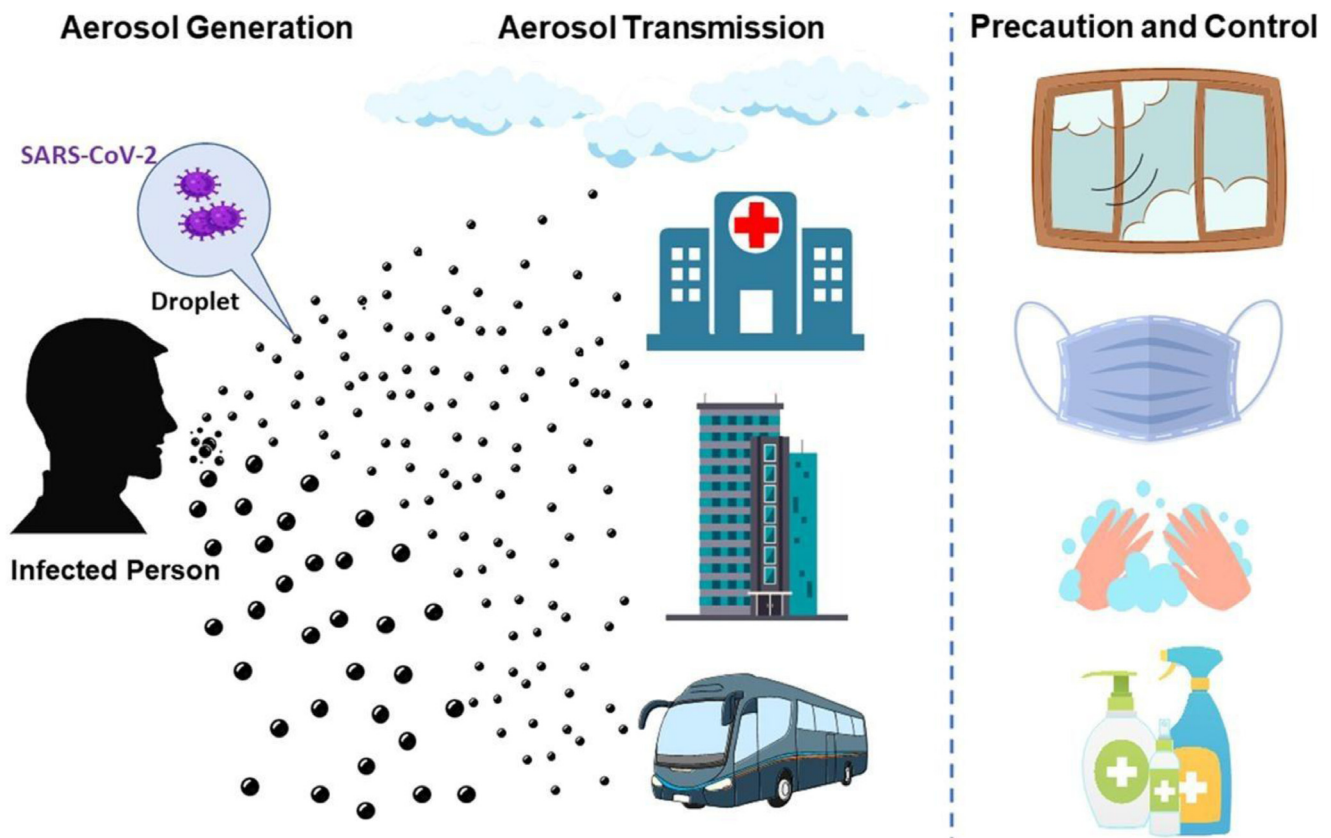 Aerosol Generation
Aerosol Transmission
Precaution and Control
SARS-CoV-2
Droplet
Infected Person